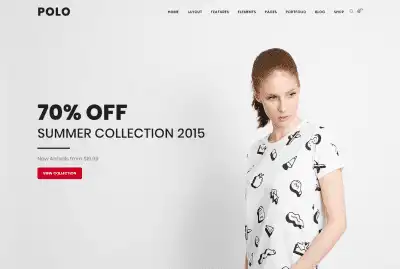 POLO
HOME LAYOUT FEATURES ELEMENTS PAGES PORTFOLIO BLOG SHOP
70% OFF
SUMMER COLLECTION 2015
New Arrivals From $19.99
VIEW COLLECTION